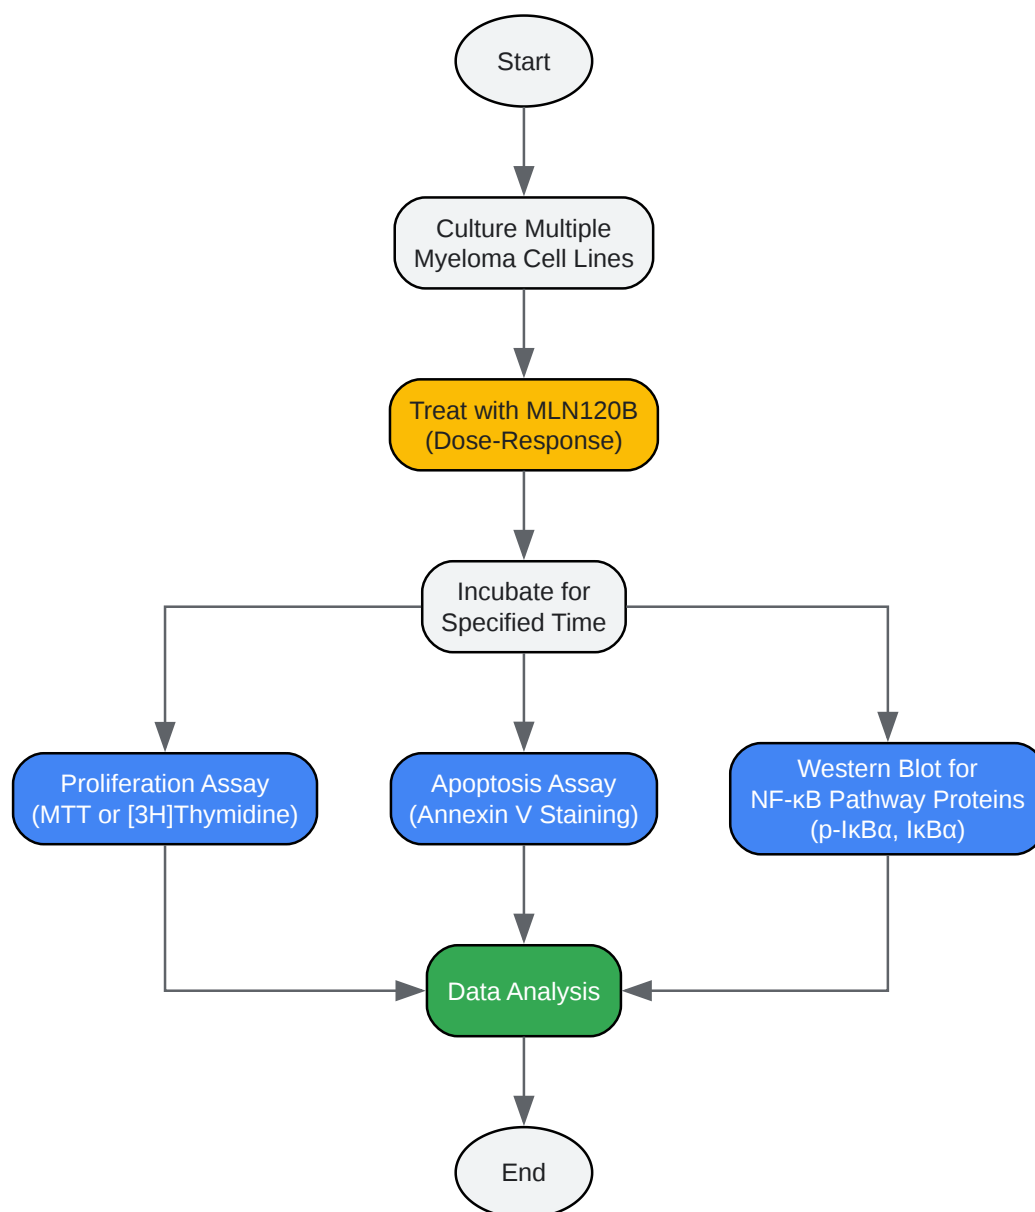 Start
Culture Multiple
Myeloma Cell Lines
Treat with MLN120B
(Dose-Response)
Incubate for
Specified Time
Proliferation Assay
(MTT or [3H]Thymidine)
Apoptosis Assay
(Annexin V Staining)
Western Blot for
NF-κB Pathway Proteins
(p-IκBα, IκBα)
Data Analysis
End